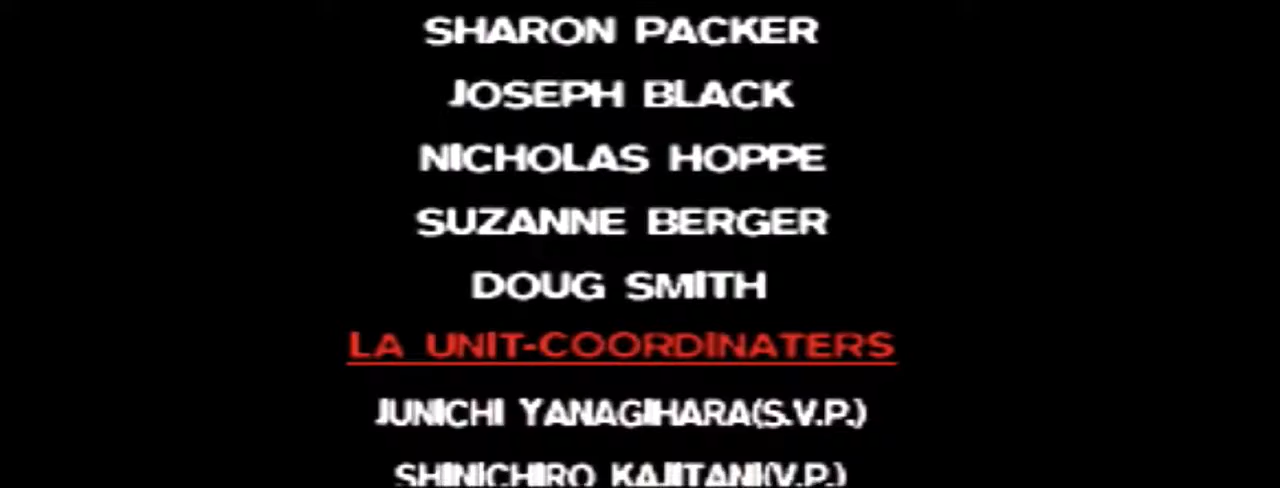 SHARON PACKER
JOSEPH BLACK
NICHOLAS HOPPE
SUZANNE BERGER
DOUG SMITH
LA UNIT-COORDINATERS
JUNICHI YANAGIHARA(S.V.P.)
SHINICHIRO KAJITANI(V.P.)